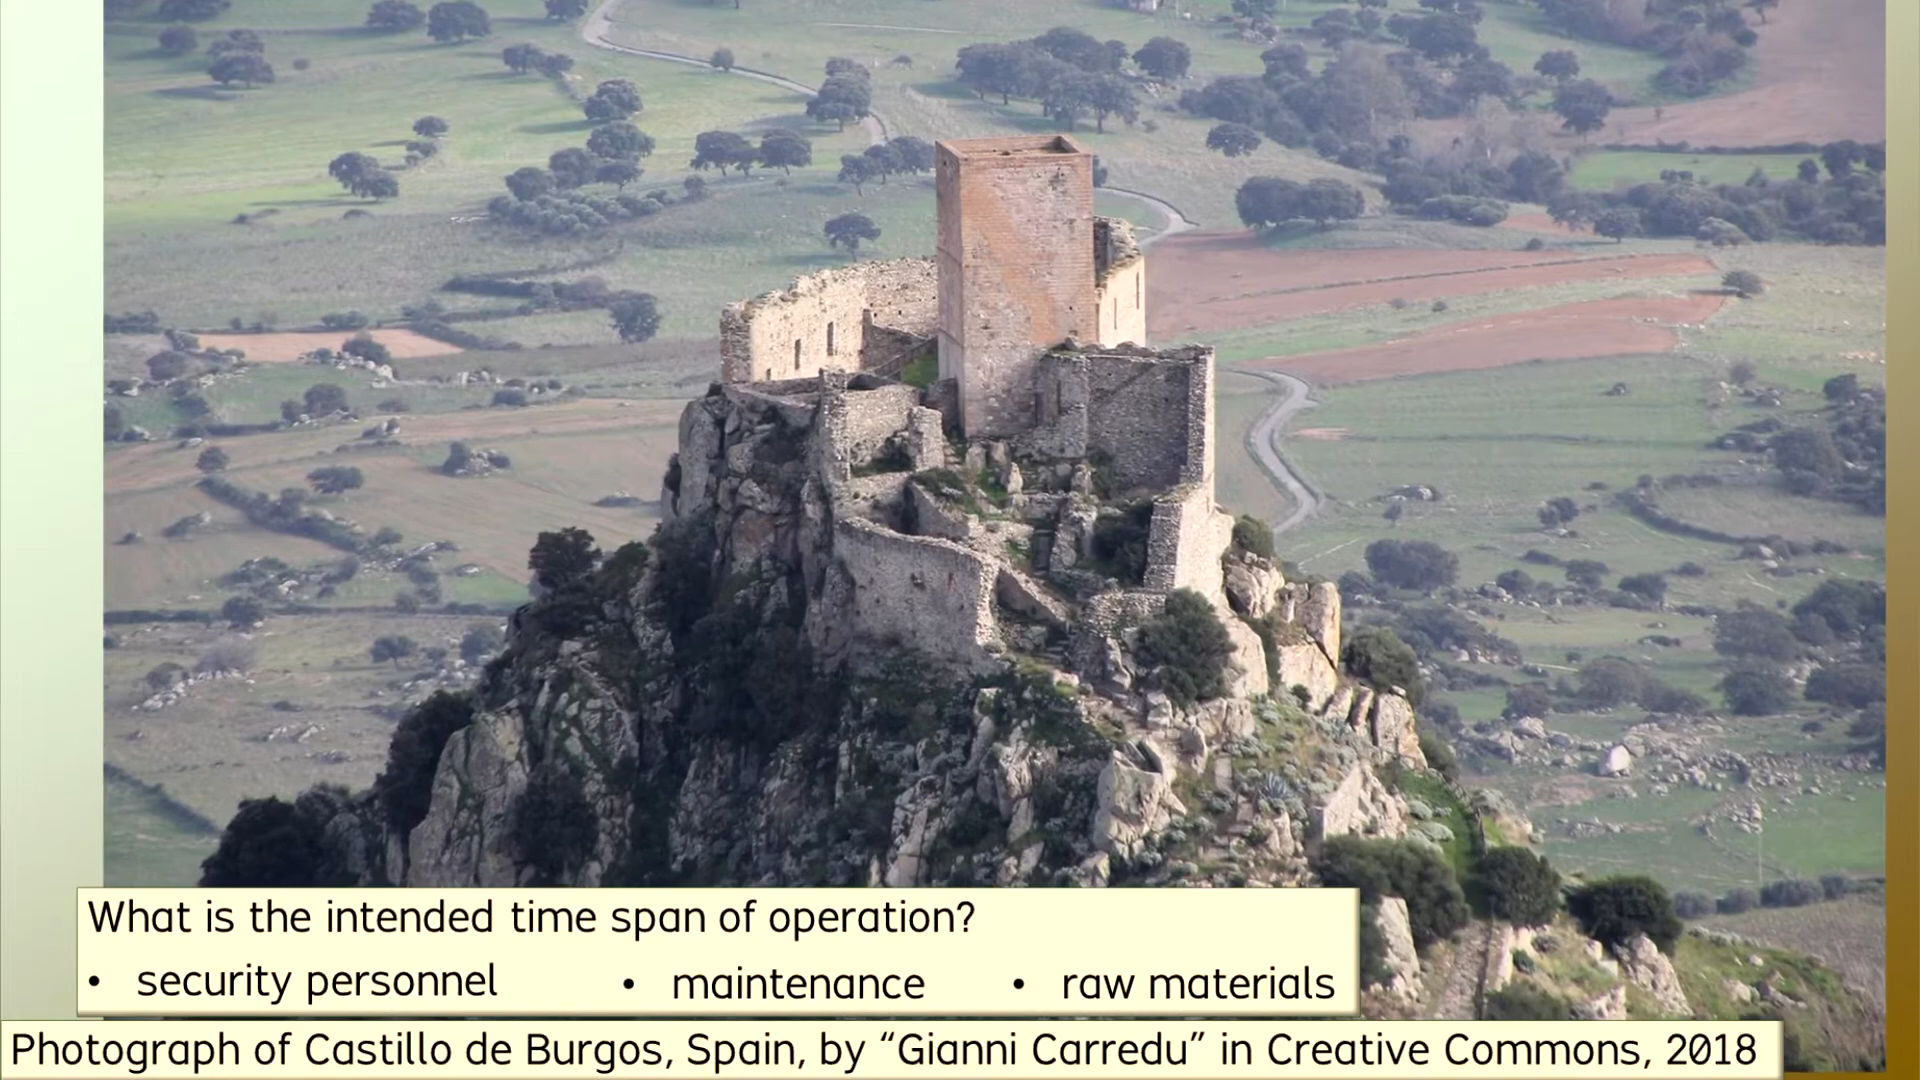 What is the intended time span of operation?
• security personnel • maintenance • raw materials
Photograph of Castillo de Burgos, Spain, by “Gianni Carredu” in Creative Commons, 2018